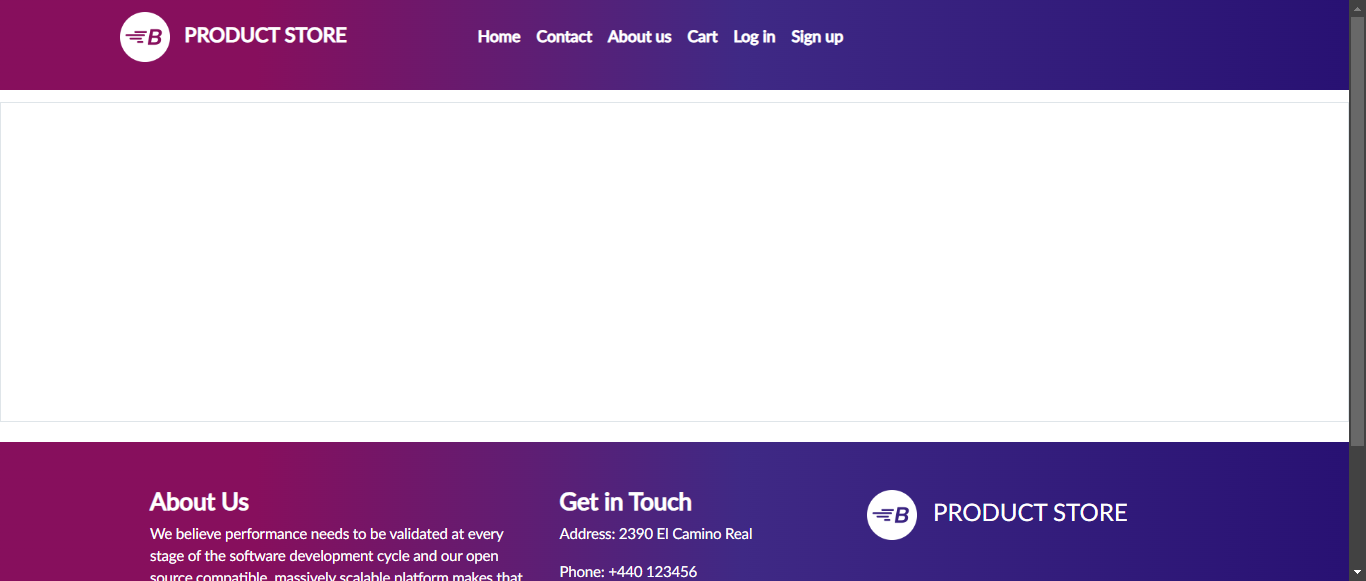 B PRODUCT STORE
Home Contact About us Cart Log in Sign up
About Us
We believe performance needs to be validated at every
stage of the software development cycle and our open
source compatible, massively scalable platform makes that
Get in Touch
Address: 2390 El Camino Real
Phone: +440 123456
B PRODUCT STORE